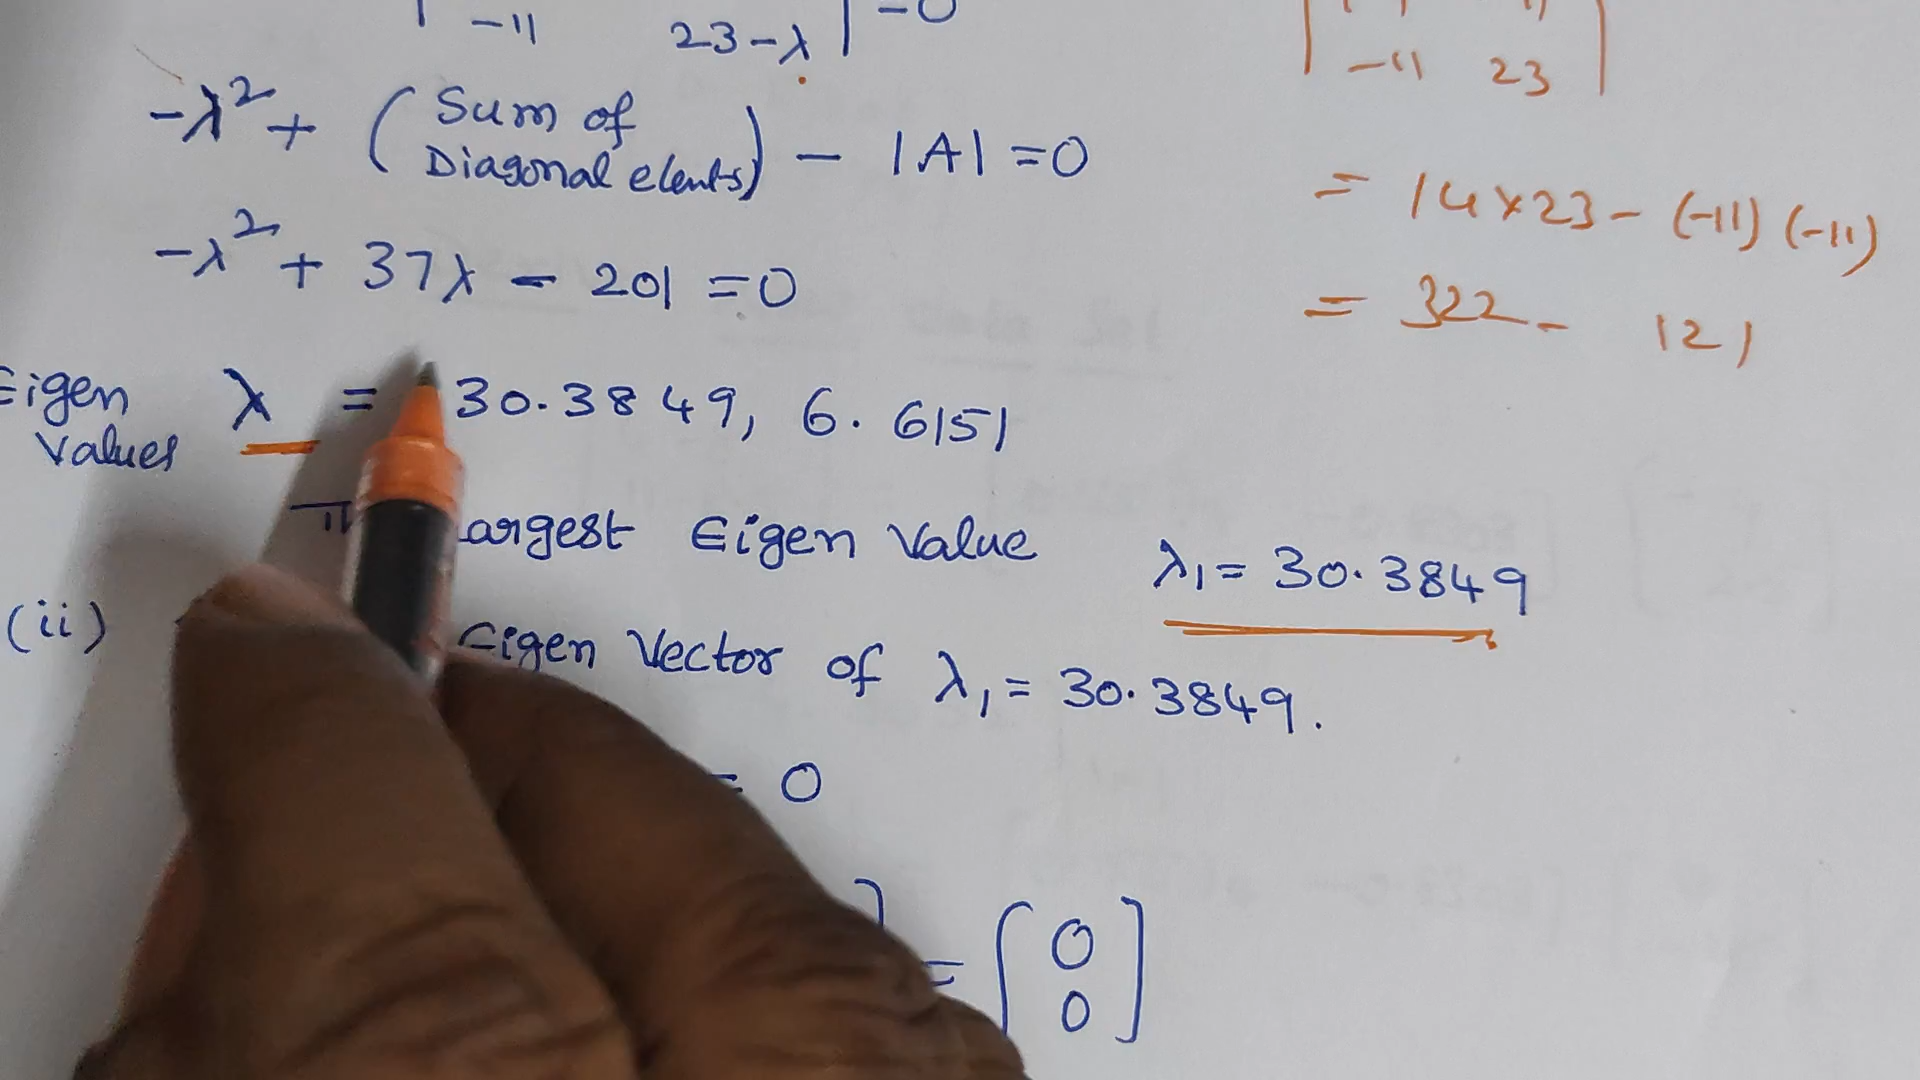 -11 23-λ | =0
-λ² + (Sum of Diagonal elents) - |A| = 0
-λ² + 37λ - 201 = 0
Eigen Values λ = 30.3849, 6.6151
Largest Eigen Value λ₁ = 30.3849
(ii) Eigen Vector of λ₁ = 30.3849.
= 0
= [0
0]
-11 23
= 14×23 - (-11) (-11)
= 322 - 121